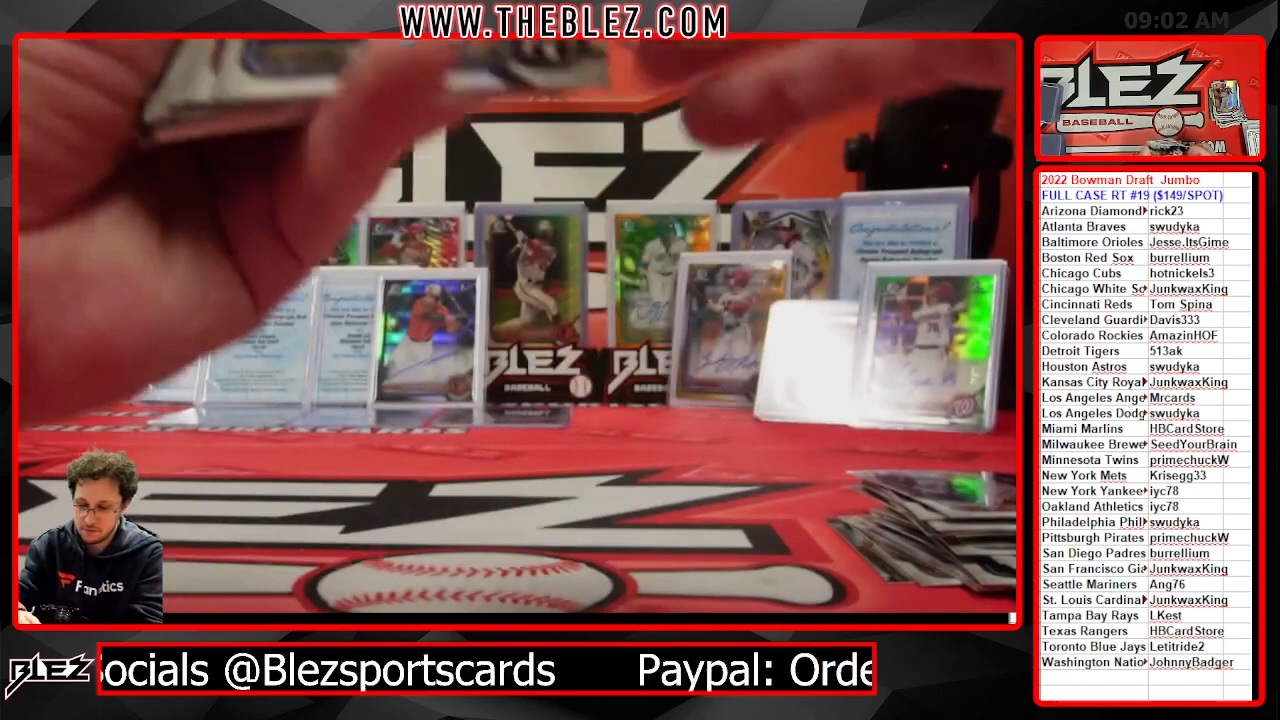 WWW.THEBLEZ.COM
09:02 AM
BLEZ
BASEBALL
Congratulations!
BLEZ
BASEBALL
BLEZ
Fanatics
2022 Bowman Draft Jumbo
FULL CASE RT #19 ($149/SPOT)
Arizona Diamond rick23
Atlanta Braves swudyka
Baltimore Orioles Jesse.ItsGime
Boston Red Sox burrellium
Chicago Cubs hotnickels3
Chicago White So JunkwaxKing
Cincinnati Reds Tom Spina
Cleveland Guardi Davis333
Colorado Rockies AmazinHOF
Detroit Tigers 513ak
Houston Astros swudyka
Kansas City Roya JunkwaxKing
Los Angeles Ange Mrcards
Los Angeles Dodg swudyka
Miami Marlins HBCardStore
Milwaukee Brewe SeedYourBrain
Minnesota Twins primechuckW
New York Mets Krisegg33
New York Yankee iyc78
Oakland Athletics iyc78
Philadelphia Phil swudyka
Pittsburgh Pirates primechuckW
San Diego Padres burrellium
San Francisco Gia JunkwaxKing
Seattle Mariners Ang76
St. Louis Cardinal JunkwaxKing
Tampa Bay Rays LKest
Texas Rangers HBCardStore
Toronto Blue Jays Letitride2
Washington Natio JohnnyBadger
BLEZ
ocials @Blezsportscards Paypal: Orde